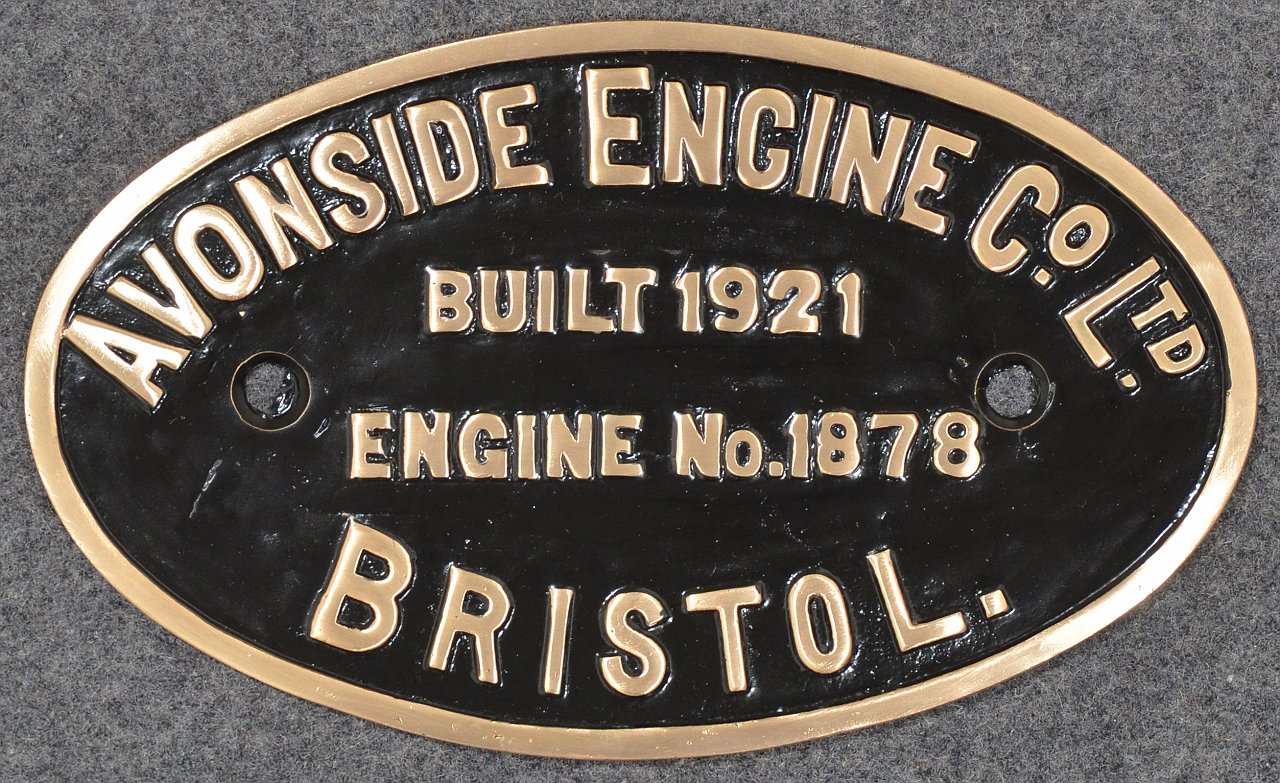 AVONSIDE ENGINE Co. LTD.
BUILT 1921
ENGINE No. 1878
BRISTOL.